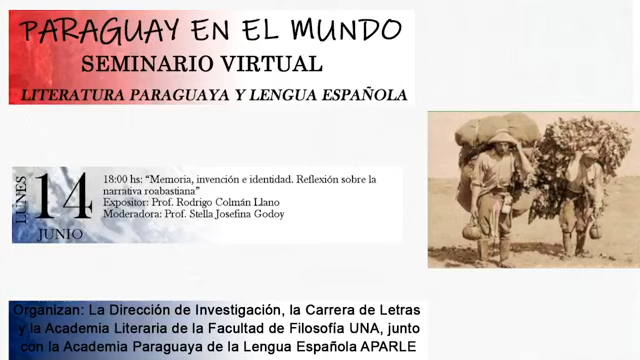 PARAGUAY EN EL MUNDO
SEMINARIO VIRTUAL
LITERATURA PARAGUAYA Y LENGUA ESPAÑOLA
LUNES
14
JUNIO
18:00 hs: “Memoria, invención e identidad. Reflexión sobre la
narrativa roabastiana”
Expositor: Prof. Rodrigo Colmán Llano
Moderadora: Prof. Stella Josefina Godoy
Organizan: La Dirección de Investigación, la Carrera de Letras
y la Academia Literaria de la Facultad de Filosofía UNA, junto
con la Academia Paraguaya de la Lengua Española APARLE